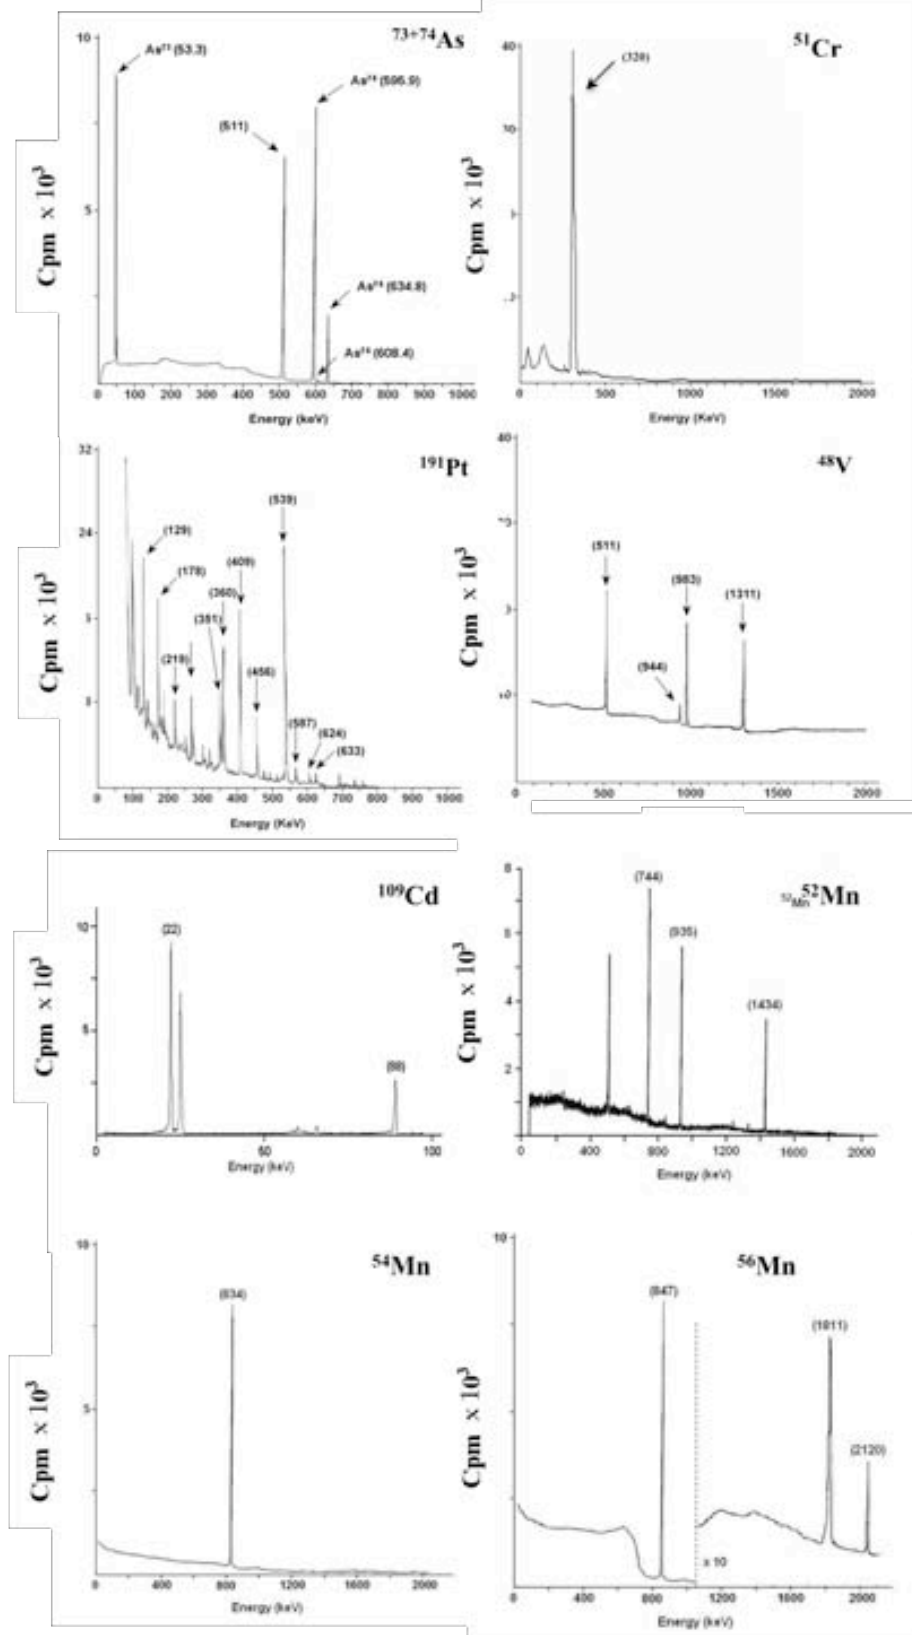 73+74As
10
As73 (53.3)
As74 (595.9)
(511)
5
As74 (634.8)
As74 (608.4)
Cpm x 10³
0 100 200 300 400 500 600 700 800 900 1000
Energy (keV)
51Cr
(320)
Cpm x 10³
0 500 1000 1500 2000
Energy (KeV)
191Pt
32
(539)
24
(129)
(178)
(409)
(360)
(351)
(219)
(456)
8
(587)
(624)
(633)
Cpm x 10³
0 100 200 300 400 500 600 700 800 900 1000
Energy (KeV)
48V
40
(511)
(983)
(1311)
(944)
Cpm x 10³
0 500 1000 1500 2000
Energy (keV)
109Cd
10
(22)
5
(88)
Cpm x 10³
0 50 100
Energy (keV)
52Mn 52Mn
8
(744)
6
(935)
4
(1434)
2
Cpm x 10³
0 400 800 1200 1600 2000
Energy (keV)
54Mn
10
(834)
5
Cpm x 10³
0 400 800 1200 1600 2000
Energy (keV)
56Mn
10
(847)
(1811)
(2120)
x 10
Cpm x 10³
0 400 800 1200 1600 2000
Energy (keV)